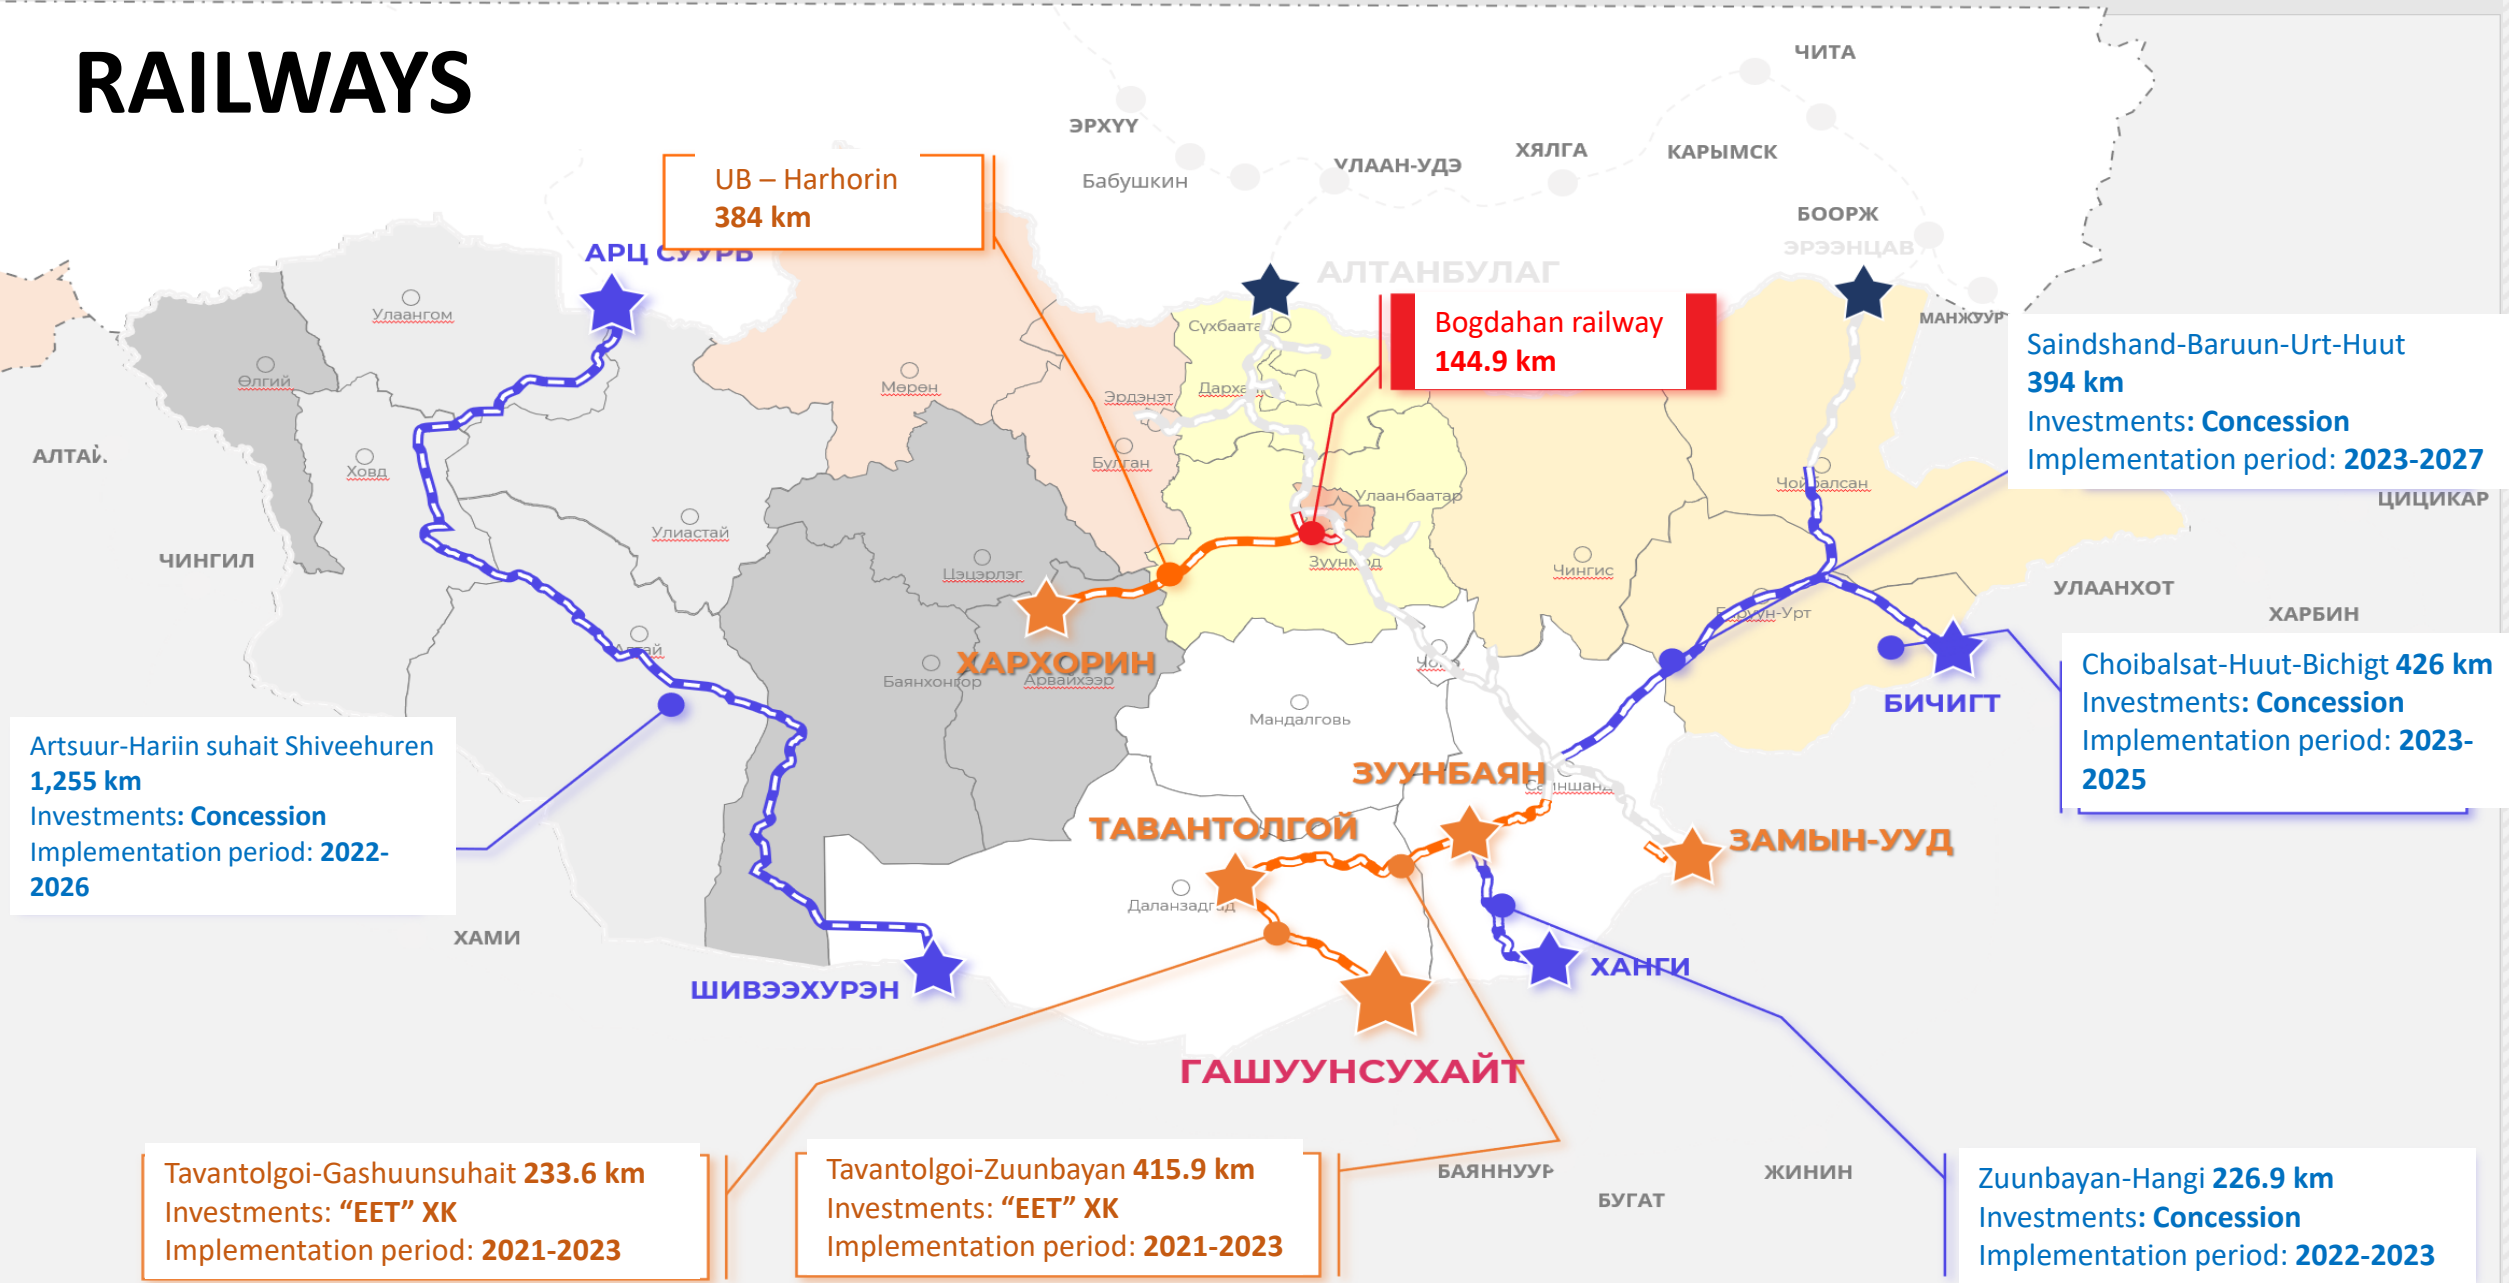 RAILWAYS
ЧИТА
ЭРХҮҮ
Бабушкин
УЛААН-УДЭ
ХЯЛГА
КАРЫМСК
БООРЖ
ЭРЭЭНЦАВ
МАНЖУУР
UB – Harhorin
384 km
АРЦ СУУРЬ
АЛТАНБУЛАГ
Bogdahan railway
144.9 km
Saindshand-Baruun-Urt-Huut
394 km
Investments: Concession
Implementation period: 2023-2027
Улаангом
Өлгий
Мөрөн
Ховд
Улиастай
Эрдэнэт
Булган
Улаанбаатар
Зуунмод
Чойбалсан
Чингис
Цэцэрлэг
АЛТАЙ
ЧИНГИЛ
ЦИЦИКАР
УЛААНХОТ
ХАРБИН
Баруун-Урт
ХАРХОРИН
Баянхонгор
Арвайхээр
Мандалговь
БИЧИГТ
Choibalsat-Huut-Bichigt 426 km
Investments: Concession
Implementation period: 2023-
2025
Artsuur-Hariin suhait Shiveehuren
1,255 km
Investments: Concession
Implementation period: 2022-
2026
ЗУУНБАЯН
Сайншанд
ТАВАНТОЛГОЙ
ЗАМЫН-УУД
Даланзадгад
ХАМИ
ШИВЭЭХҮРЭН
ХАНГИ
ГАШУУНСУХАЙТ
Tavantolgoi-Gashuunsuhait 233.6 km
Investments: “EET” XK
Implementation period: 2021-2023
Tavantolgoi-Zuunbayan 415.9 km
Investments: “EET” XK
Implementation period: 2021-2023
БАЯННУУР
БУГАТ
ЖИНИН
Zuunbayan-Hangi 226.9 km
Investments: Concession
Implementation period: 2022-2023